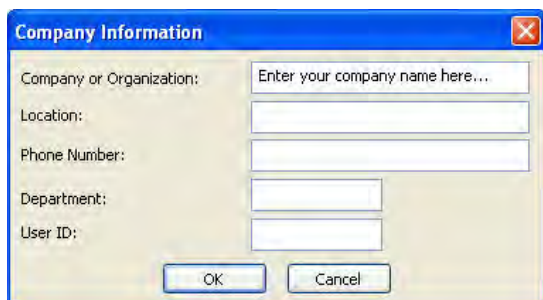 Company Information
Company or Organization: Enter your company name here...
Location:
Phone Number:
Department:
User ID:
OK Cancel